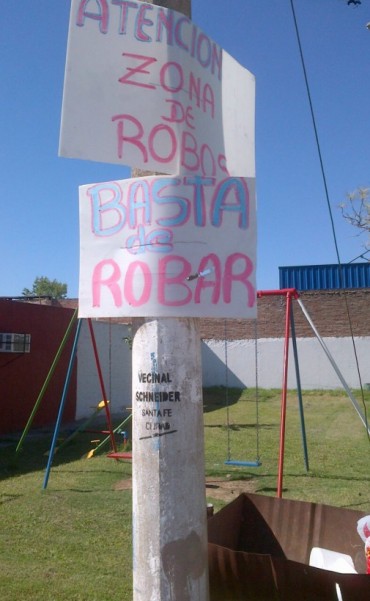 ATENCION
ZONA
DE
ROBOS
BASTA
de
ROBAR
VECINAL
SCHNEIDER
SANTA FE